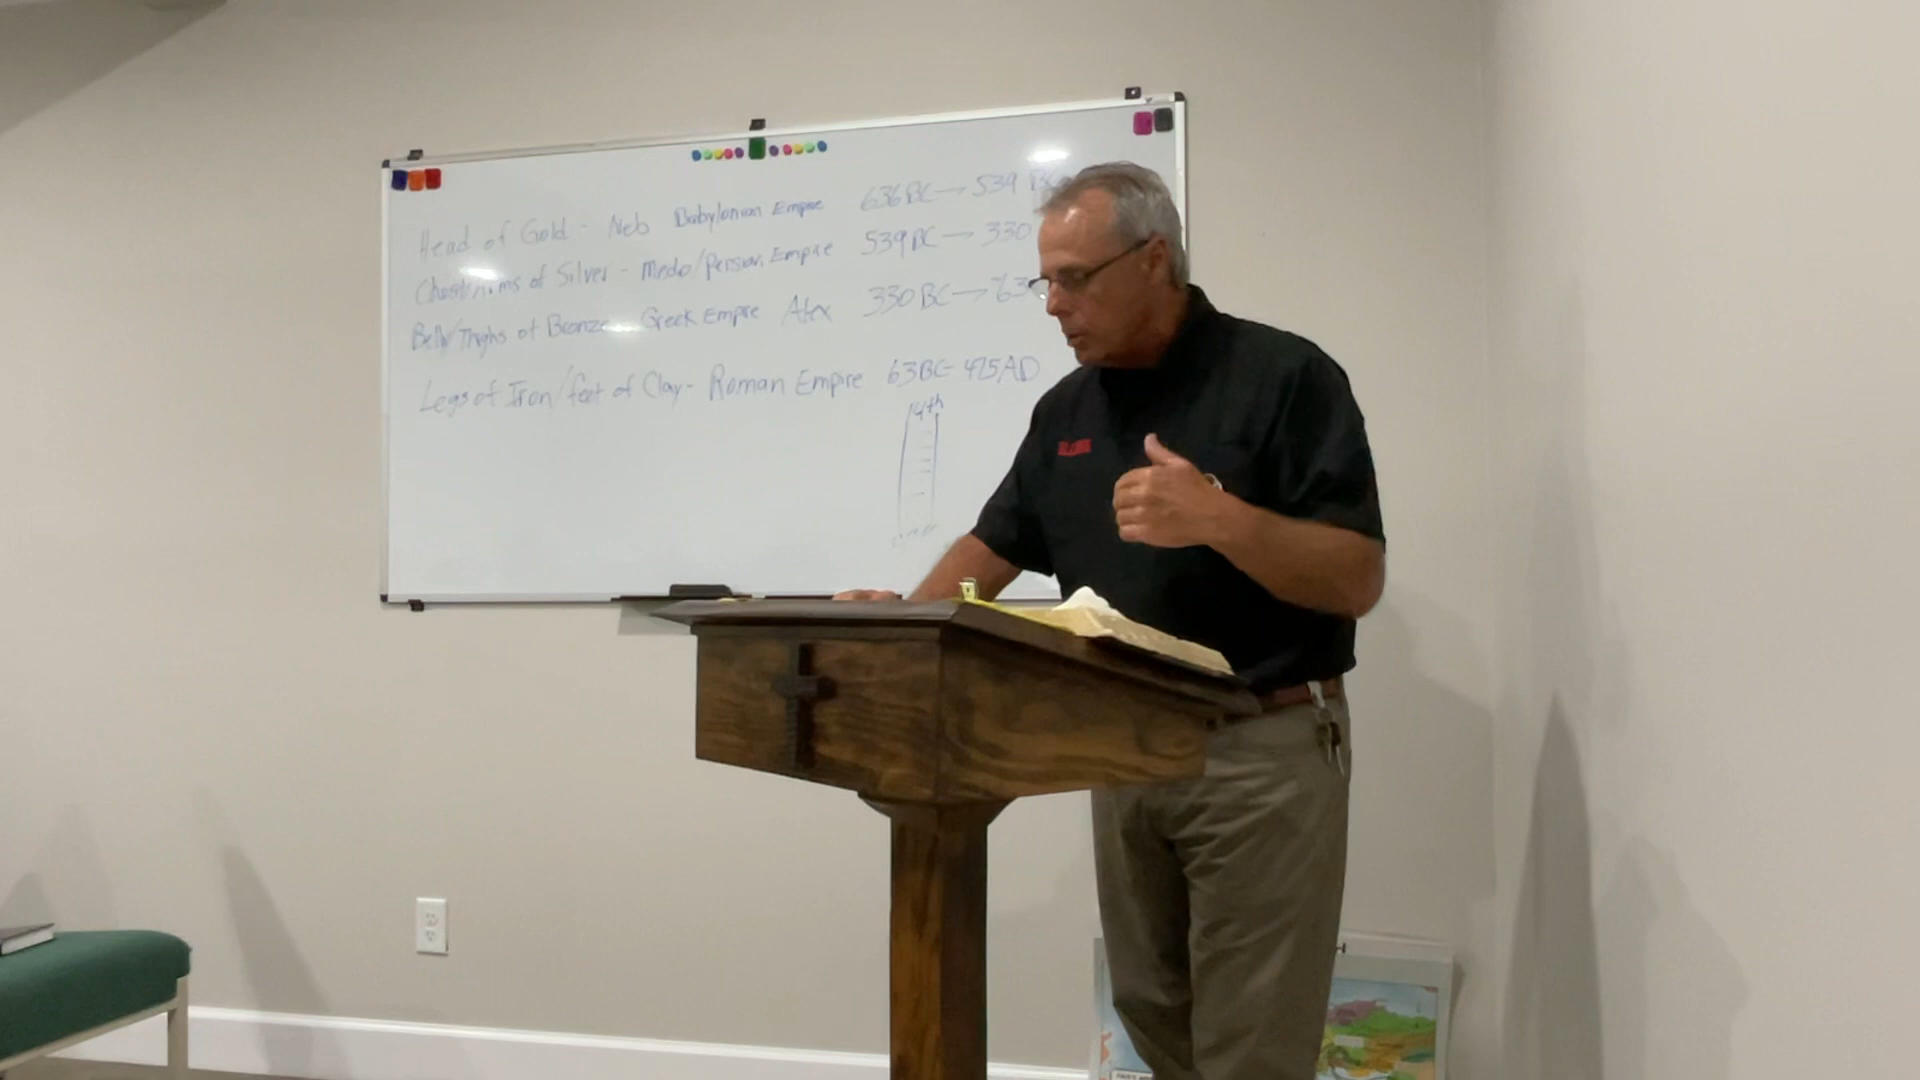 Head of Gold - Neb Babylonian Empire 636 BC → 539 BC
Chest/Arms of Silver - Medo/Persian Empire 539 BC → 330
Belly/Thighs of Bronze Greek Empire Alex 330 BC → 63
Legs of Iron/feet of Clay - Roman Empire 63BC - 475AD
14th